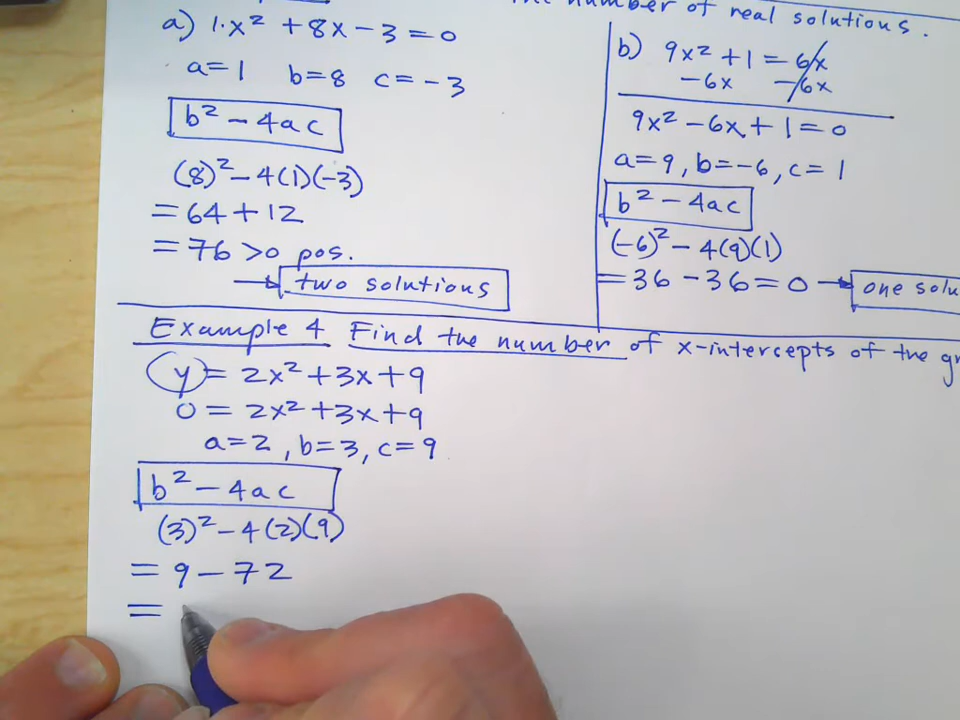 number of real solutions.
a) 1·x² + 8x − 3 = 0
a = 1 b = 8 c = −3
b² − 4ac
(8)² − 4(1)(−3)
= 64 + 12
= 76 > 0 pos.
→ two solutions
b) 9x² + 1 = 6x
−6x −6x
9x² − 6x + 1 = 0
a = 9, b = −6, c = 1
b² − 4ac
(−6)² − 4(9)(1)
= 36 − 36 = 0 → one solu
Example 4 Find the number of x-intercepts of the gr
y = 2x² + 3x + 9
0 = 2x² + 3x + 9
a = 2, b = 3, c = 9
b² − 4ac
(3)² − 4(2)(9)
= 9 − 72
=